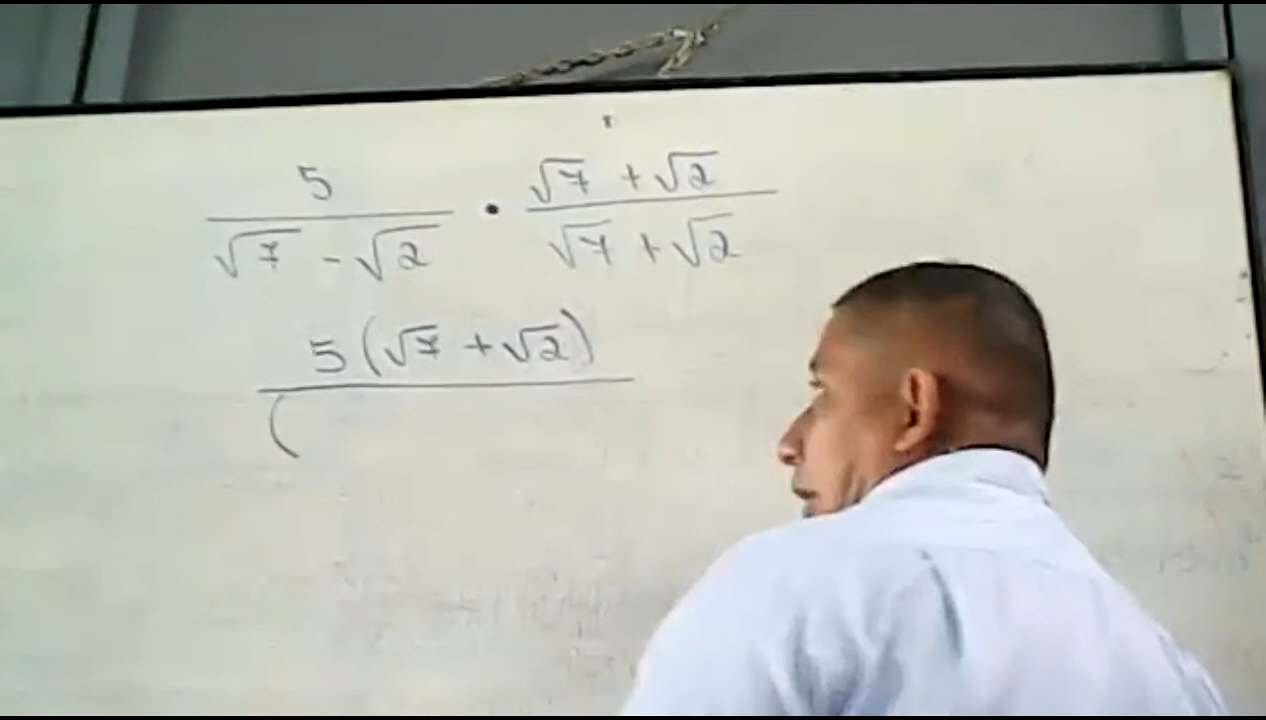 5 / (√7 - √2) · (√7 + √2) / (√7 + √2)
5(√7 + √2) / (